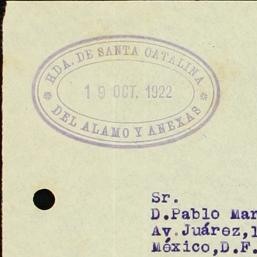 HDA. DE SANTA CATALINA
19 OCT. 1922
DEL ALAMO Y ANEXAS
Sr.
D.Pablo Mar
Av.Juárez,1
México,D.F.